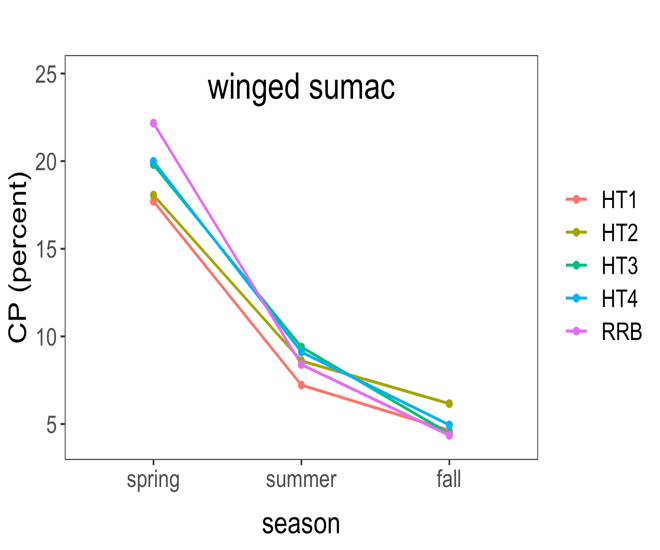 winged sumac
CP (percent)
25
20
15
10
5
spring summer fall
season
HT1
HT2
HT3
HT4
RRB